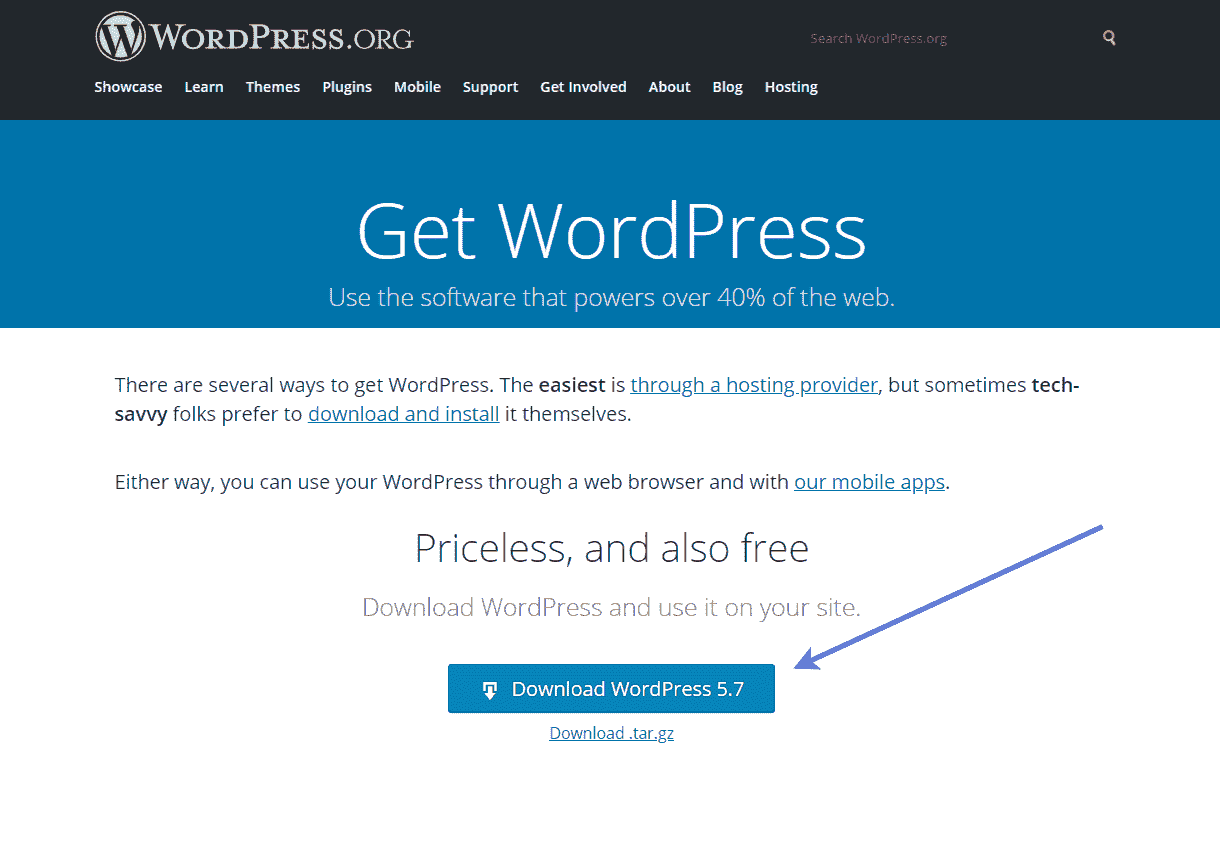 WORDPRESS.ORG
Search WordPress.org
Showcase Learn Themes Plugins Mobile Support Get Involved About Blog Hosting
Get WordPress
Use the software that powers over 40% of the web.
There are several ways to get WordPress. The easiest is through a hosting provider, but sometimes tech-
savvy folks prefer to download and install it themselves.
Either way, you can use your WordPress through a web browser and with our mobile apps.
Priceless, and also free
Download WordPress and use it on your site.
Download WordPress 5.7
Download .tar.gz